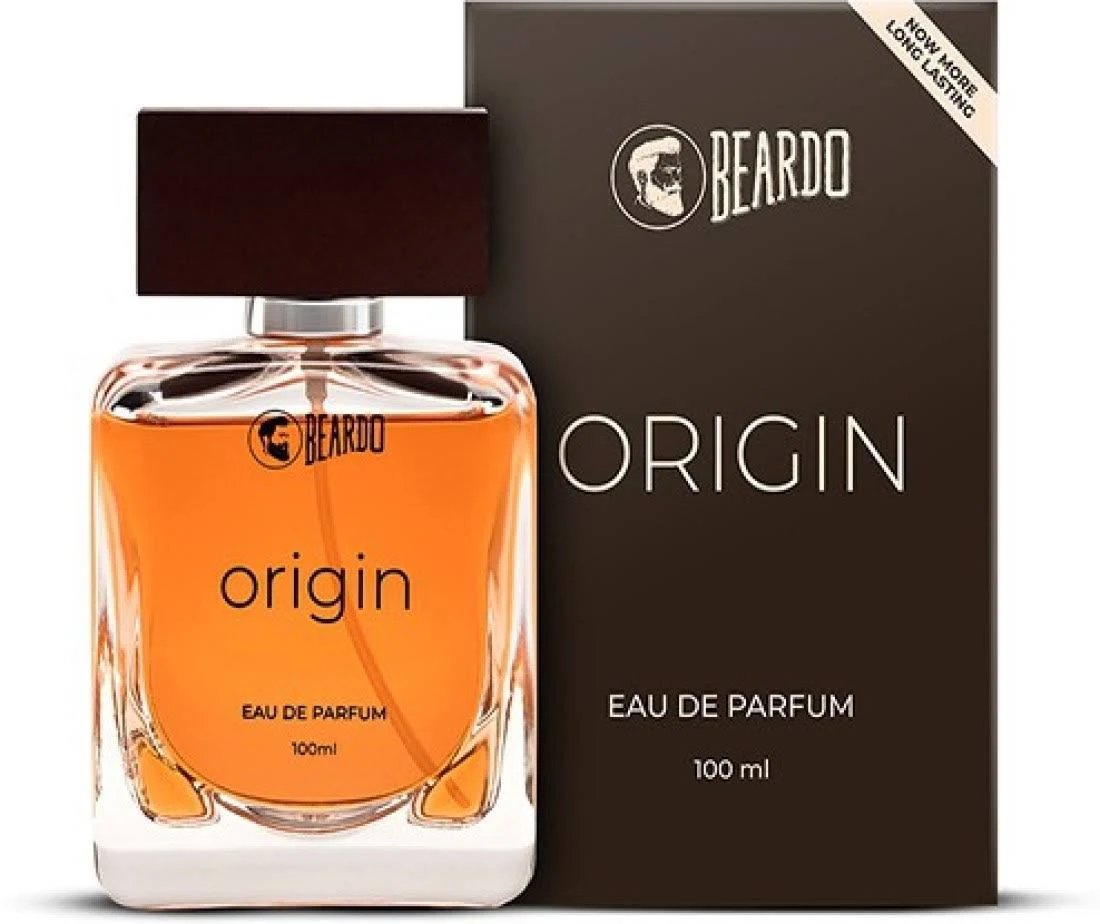 NOW MORE
LONG LASTING
BEARDO
ORIGIN
EAU DE PARFUM
100 ml
BEARDO
origin
EAU DE PARFUM
100ml